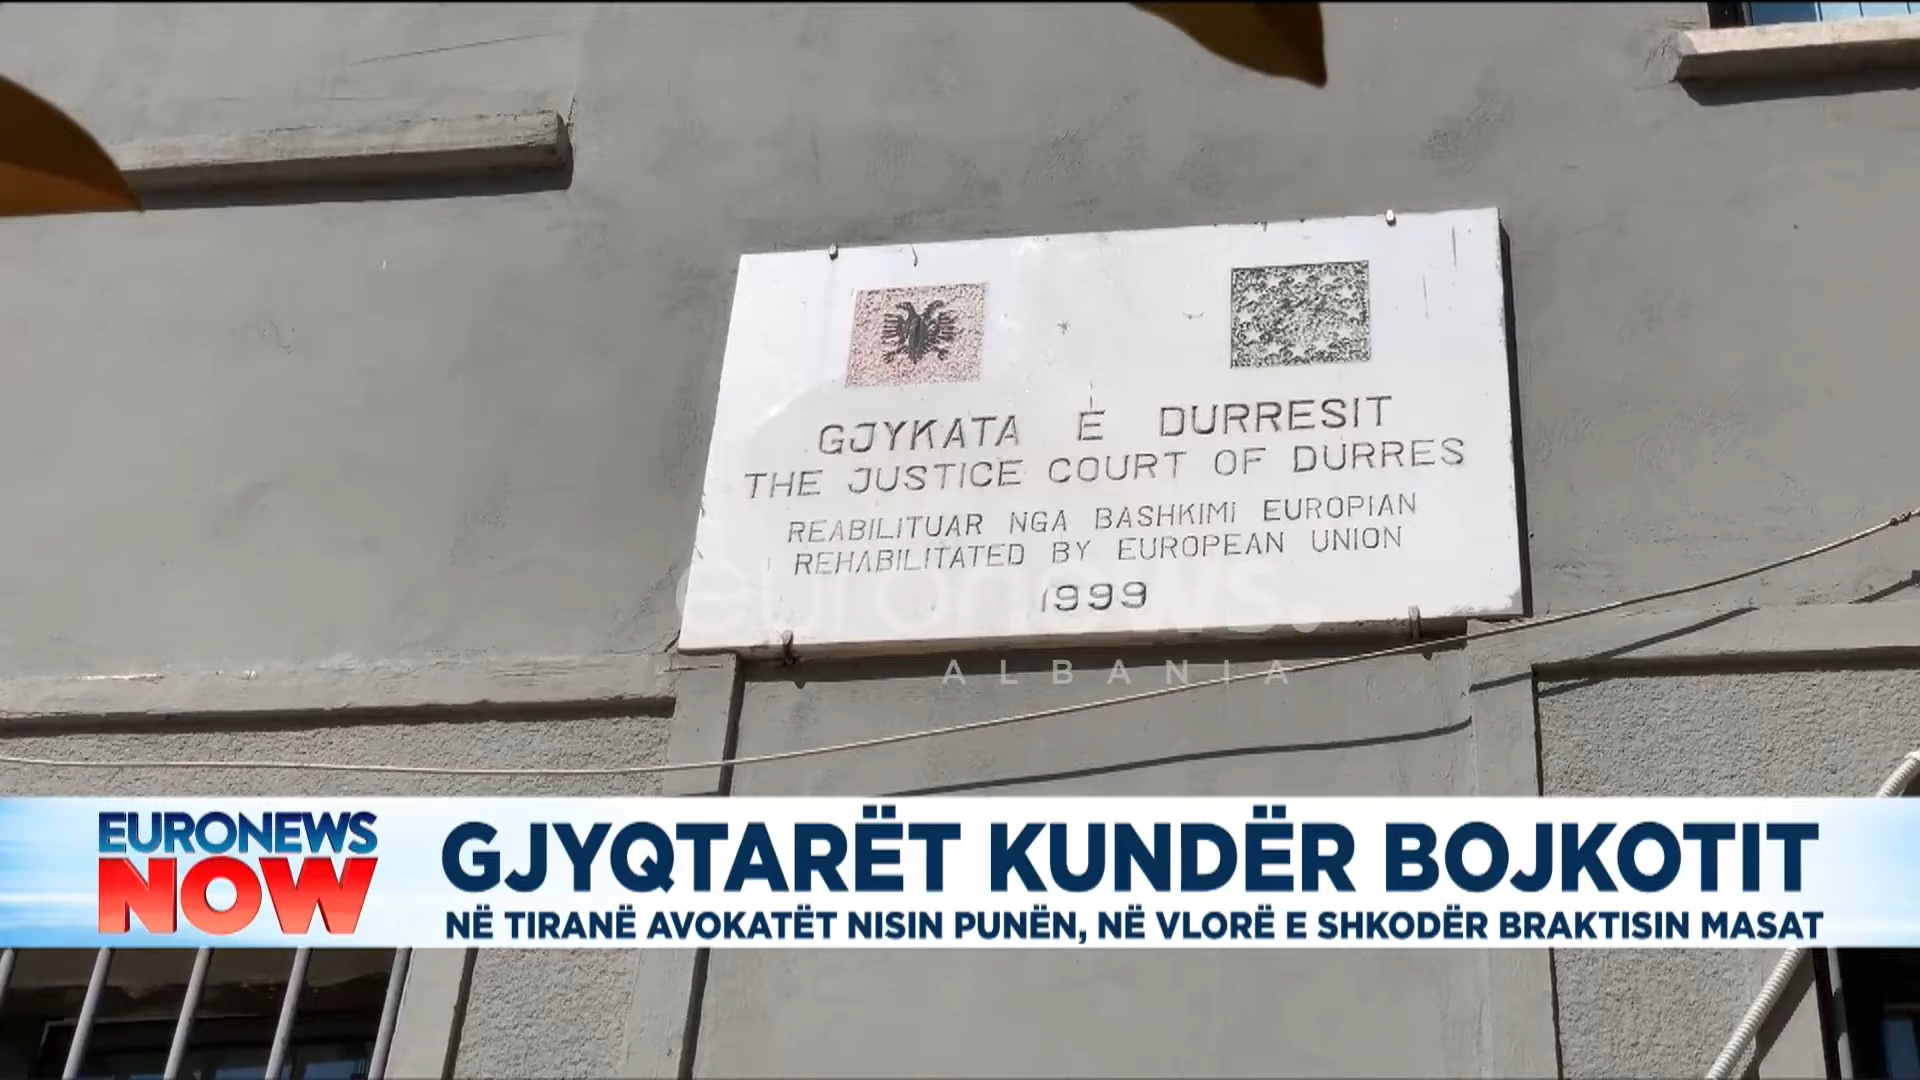 GJYKATA E DURRESIT
THE JUSTICE COURT OF DURRES
REABILITUAR NGA BASHKIMI EUROPIAN
REHABILITATED BY EUROPEAN UNION
1999
euronews.
ALBANIA
EURONEWS
NOW
GJYQTARËT KUNDËR BOJKOTIT
NË TIRANË AVOKATËT NISIN PUNËN, NË VLORË E SHKODËR BRAKTISIN MASAT